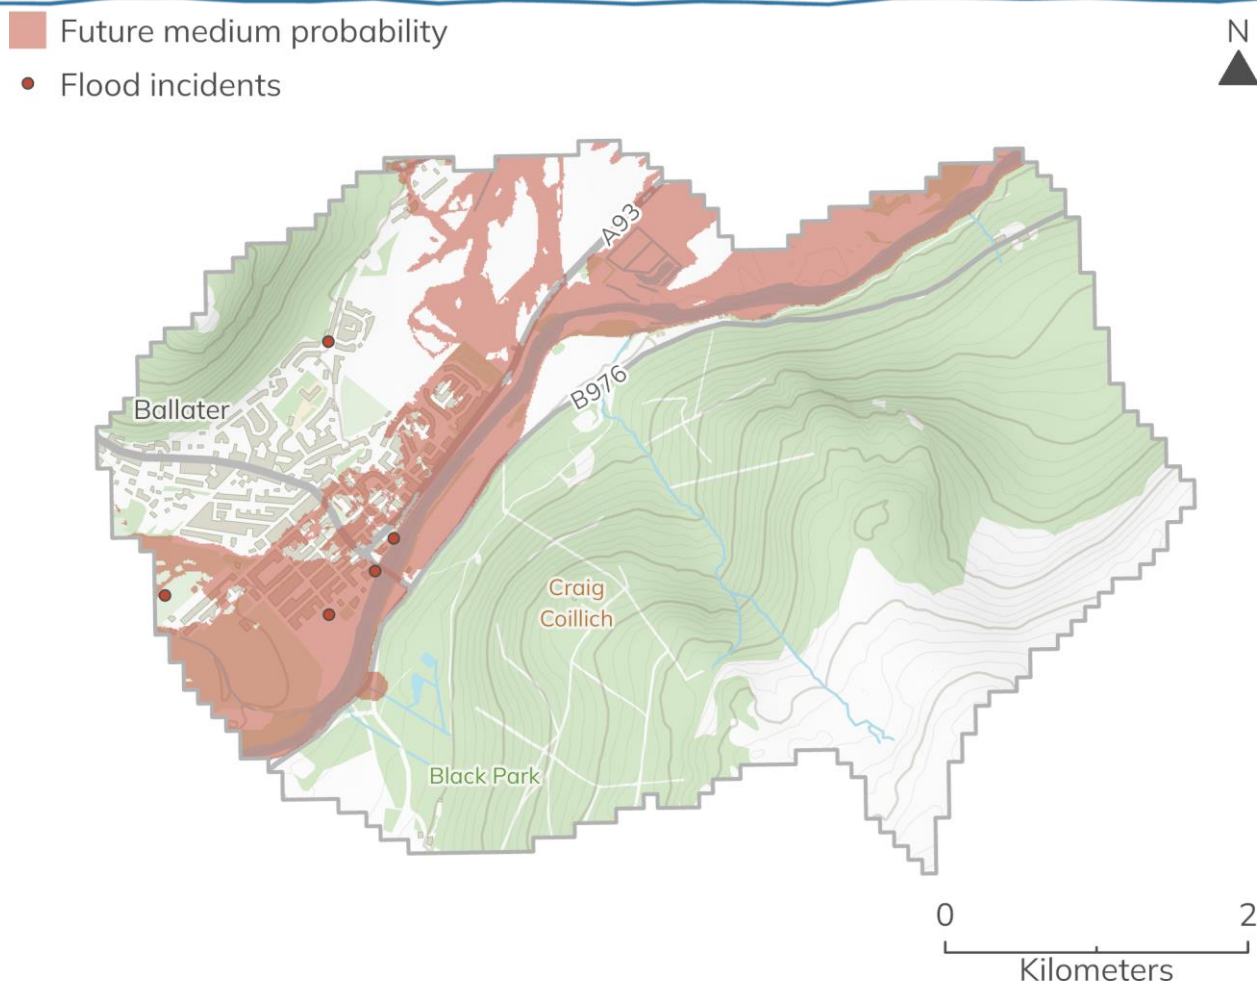 Future medium probability
N
Flood incidents
A93
B976
Ballater
Craig
Coillich
Black Park
0
2
Kilometers